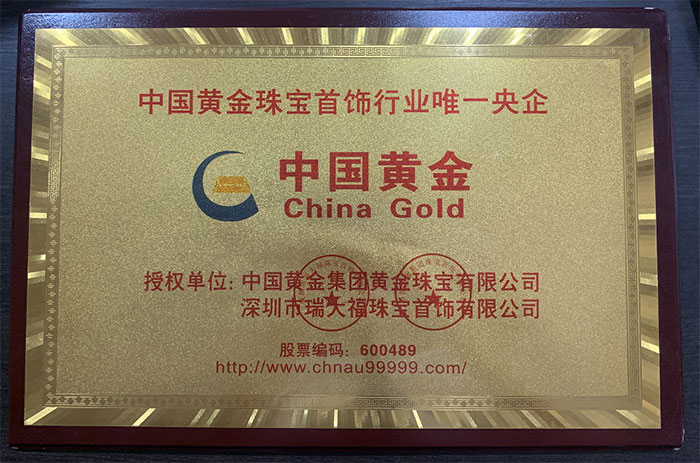 中国黄金珠宝首饰行业唯一央企
中国黄金
China Gold
授权单位: 中国黄金集团黄金珠宝有限公司
深圳市瑞天福珠宝首饰有限公司
股票编码: 600489
http://www.chnau99999.com/